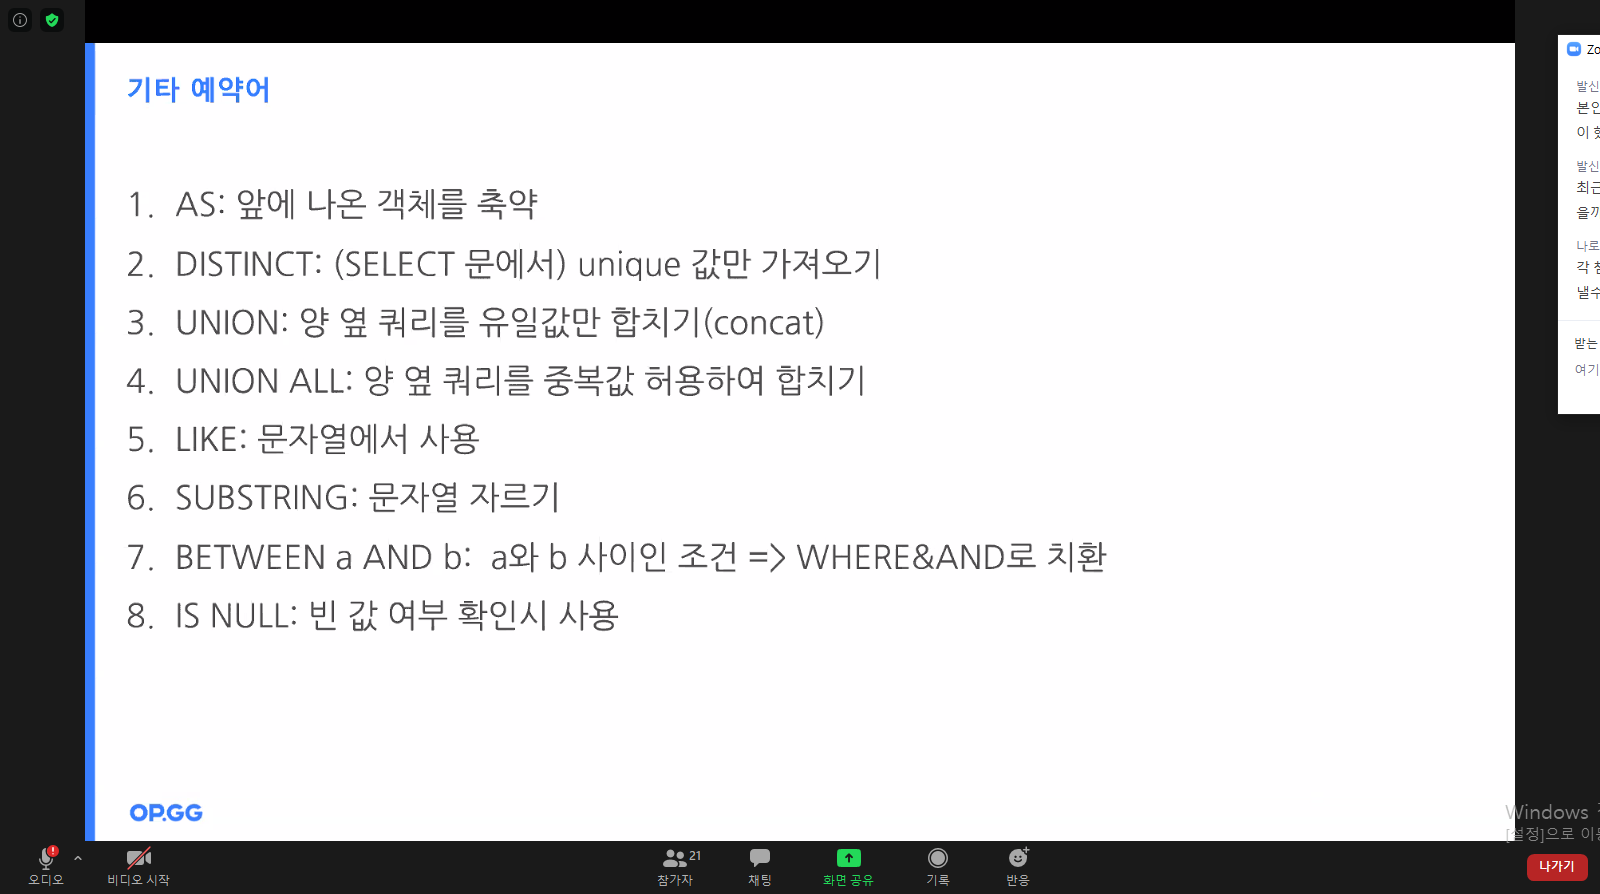 기타 예약어
1. AS: 앞에 나온 객체를 축약
2. DISTINCT: (SELECT 문에서) unique 값만 가져오기
3. UNION: 양 옆 쿼리를 유일값만 합치기(concat)
4. UNION ALL: 양 옆 쿼리를 중복값 허용하여 합치기
5. LIKE: 문자열에서 사용
6. SUBSTRING: 문자열 자르기
7. BETWEEN a AND b: a와 b 사이인 조건 => WHERE&AND로 치환
8. IS NULL: 빈 값 여부 확인시 사용
OP.GG
Zo
발신
본인
이
발신
최근
을까
나로
각
낼수
받는
여기
Windows
[설정]으로 이동
오디오
비디오 시작
21
참가자
채팅
화면 공유
기록
반응
나가기